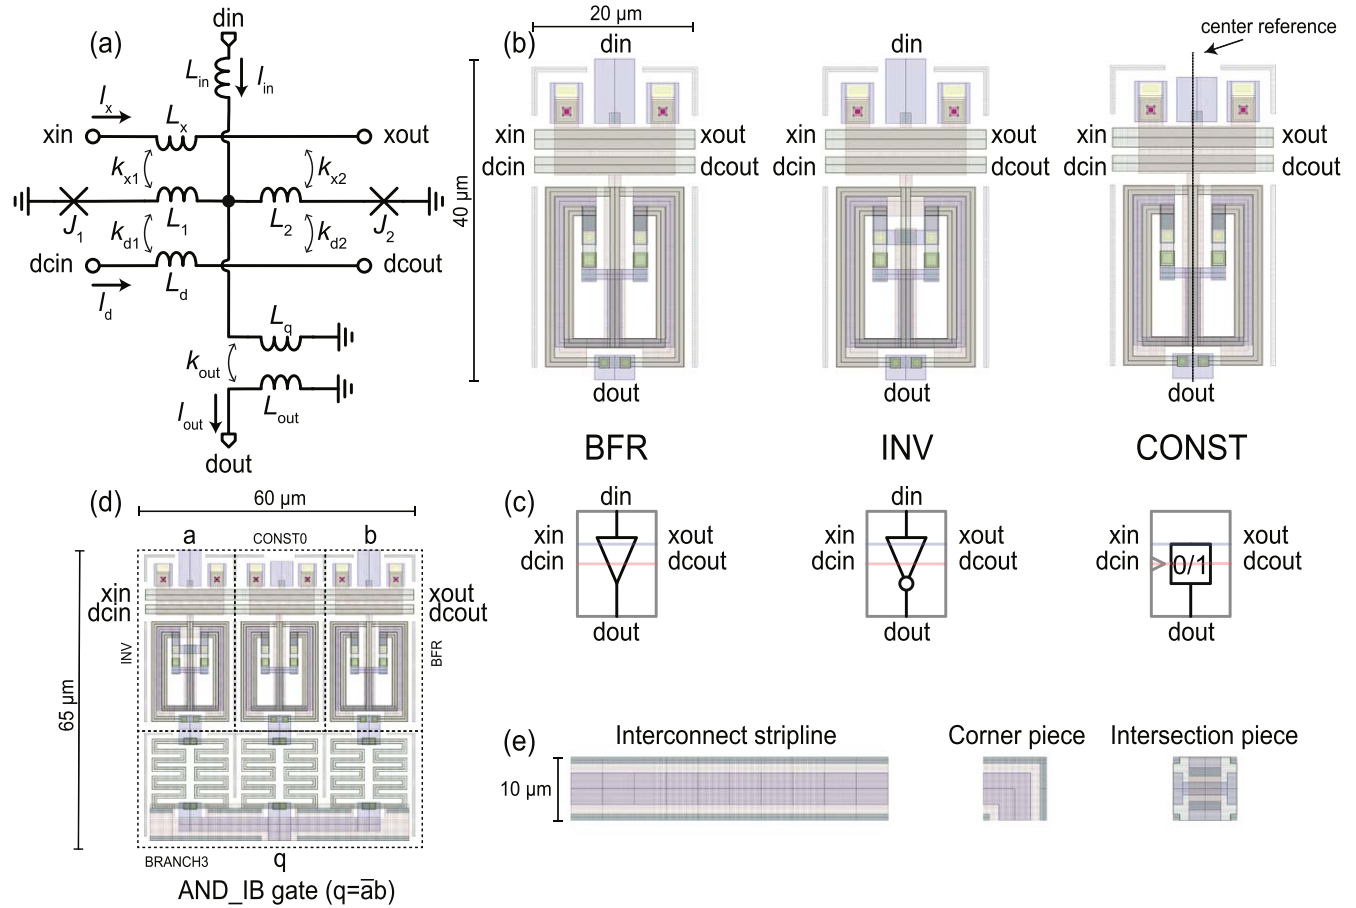 (a)
din
L_in
I_in
I_x
xin
L_x
xout
k_x1
k_x2
J_1
L_1
L_2
J_2
k_d1
k_d2
dcin
L_d
dcout
I_d
L_q
k_out
I_out
L_out
dout
(b)
20 µm
40 µm
din
xin
xout
dcin
dcout
dout
BFR
din
xin
xout
dcin
dcout
dout
INV
center reference
xin
xout
dcin
dcout
dout
CONST
(c)
din
xin
xout
dcin
dcout
dout
din
xin
xout
dcin
dcout
dout
xin
xout
dcin
0/1
dcout
dout
(d)
60 µm
65 µm
a
CONST0
b
xin
xout
dcin
dcout
INV
BFR
BRANCH3
q
AND_IB gate (q=a̅b)
(e)
Interconnect stripline
Corner piece
Intersection piece
10 µm